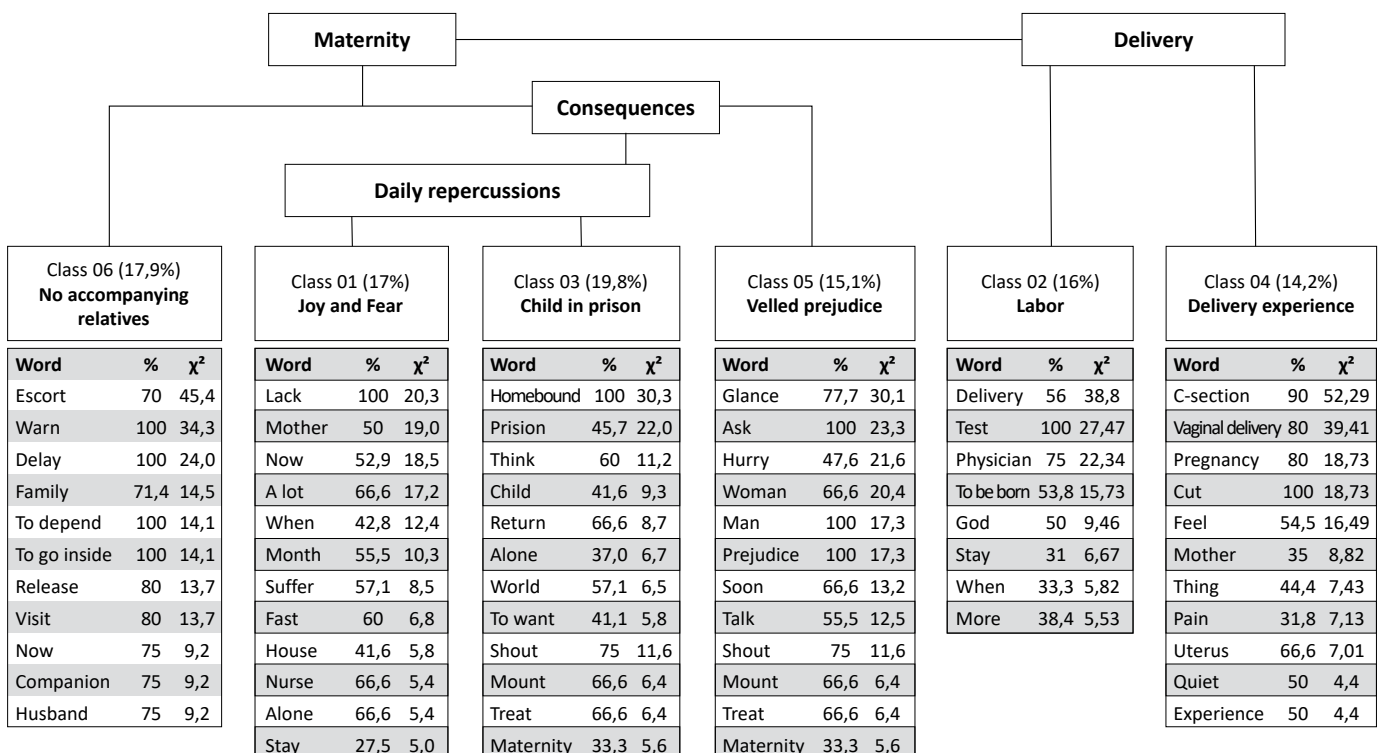 Maternity
Delivery
Consequences
Daily repercussions
Class 06 (17,9%)
No accompanying
relatives
Word % χ²
Escort 70 45,4
Warn 100 34,3
Delay 100 24,0
Family 71,4 14,5
To depend 100 14,1
To go inside 100 14,1
Release 80 13,7
Visit 80 13,7
Now 75 9,2
Companion 75 9,2
Husband 75 9,2
Class 01 (17%)
Joy and Fear
Word % χ²
Lack 100 20,3
Mother 50 19,0
Now 52,9 18,5
A lot 66,6 17,2
When 42,8 12,4
Month 55,5 10,3
Suffer 57,1 8,5
Fast 60 6,8
House 41,6 5,8
Nurse 66,6 5,4
Alone 66,6 5,4
Stay 27,5 5,0
Class 03 (19,8%)
Child in prison
Word % χ²
Homebound 100 30,3
Prision 45,7 22,0
Think 60 11,2
Child 41,6 9,3
Return 66,6 8,7
Alone 37,0 6,7
World 57,1 6,5
To want 41,1 5,8
Shout 75 11,6
Mount 66,6 6,4
Treat 66,6 6,4
Maternity 33,3 5,6
Class 05 (15,1%)
Velled prejudice
Word % χ²
Glance 77,7 30,1
Ask 100 23,3
Hurry 47,6 21,6
Woman 66,6 20,4
Man 100 17,3
Prejudice 100 17,3
Soon 66,6 13,2
Talk 55,5 12,5
Shout 75 11,6
Mount 66,6 6,4
Treat 66,6 6,4
Maternity 33,3 5,6
Class 02 (16%)
Labor
Word % χ²
Delivery 56 38,8
Test 100 27,47
Physician 75 22,34
To be born 53,8 15,73
God 50 9,46
Stay 31 6,67
When 33,3 5,82
More 38,4 5,53
Class 04 (14,2%)
Delivery experience
Word % χ²
C-section 90 52,29
Vaginal delivery 80 39,41
Pregnancy 80 18,73
Cut 100 18,73
Feel 54,5 16,49
Mother 35 8,82
Thing 44,4 7,43
Pain 31,8 7,13
Uterus 66,6 7,01
Quiet 50 4,4
Experience 50 4,4